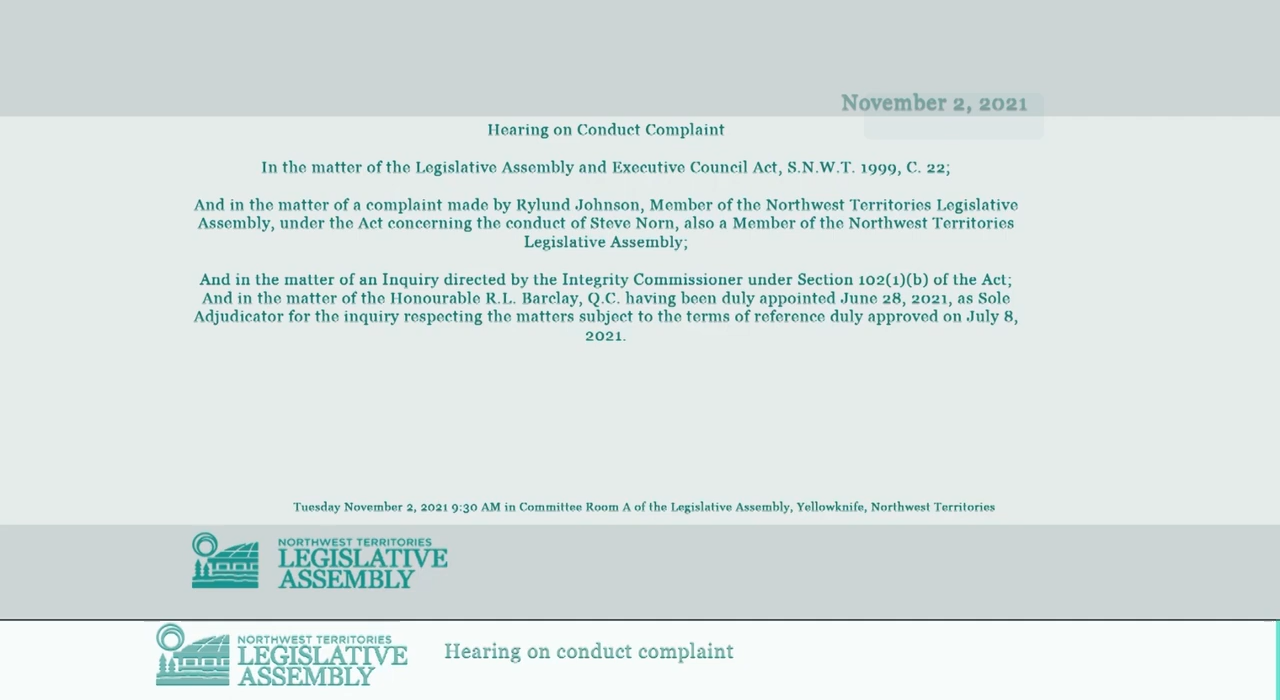 November 2, 2021
Hearing on Conduct Complaint
In the matter of the Legislative Assembly and Executive Council Act, S.N.W.T. 1999, C. 22;
And in the matter of a complaint made by Rylund Johnson, Member of the Northwest Territories Legislative
Assembly, under the Act concerning the conduct of Steve Norn, also a Member of the Northwest Territories
Legislative Assembly;
And in the matter of an Inquiry directed by the Integrity Commissioner under Section 102(1)(b) of the Act;
And in the matter of the Honourable R.L. Barclay, Q.C. having been duly appointed June 28, 2021, as Sole
Adjudicator for the inquiry respecting the matters subject to the terms of reference duly approved on July 8,
2021.
Tuesday November 2, 2021 9:30 AM in Committee Room A of the Legislative Assembly, Yellowknife, Northwest Territories
NORTHWEST TERRITORIES
LEGISLATIVE
ASSEMBLY
NORTHWEST TERRITORIES
LEGISLATIVE
ASSEMBLY
Hearing on conduct complaint